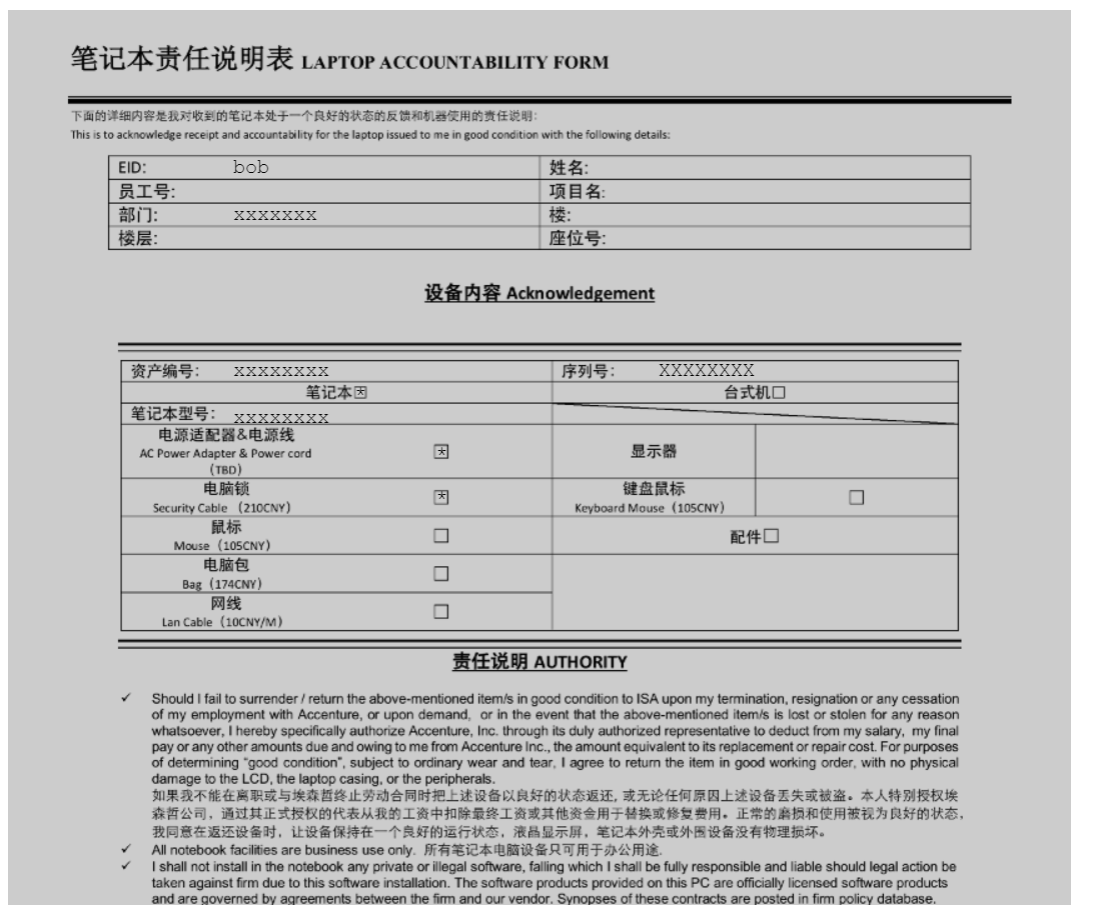 笔记本责任说明表 LAPTOP ACCOUNTABILITY FORM
下面的详细内容是我对收到的笔记本处于一个良好的状态的反馈和机器使用的责任说明:
This is to acknowledge receipt and accountability for the laptop issued to me in good condition with the following details:
EID: bob 姓名:
员工号: 项目名:
部门: XXXXXXX 楼:
楼层: 座位号:
设备内容 Acknowledgement
资产编号: XXXXXXXX 序列号: XXXXXXXX
笔记本☒ 台式机☐
笔记本型号: XXXXXXXX
电源适配器&电源线
AC Power Adapter & Power cord ☒ 显示器
(TBD)
电脑锁 键盘鼠标
Security Cable (210CNY) ☒ Keyboard Mouse (105CNY) ☐
鼠标
Mouse (105CNY) ☐ 配件☐
电脑包
Bag (174CNY) ☐
网线
Lan Cable (10CNY/M) ☐
责任说明 AUTHORITY
✓ Should I fail to surrender / return the above-mentioned item/s in good condition to ISA upon my termination, resignation or any cessation
of my employment with Accenture, or upon demand, or in the event that the above-mentioned item/s is lost or stolen for any reason
whatsoever, I hereby specifically authorize Accenture, Inc. through its duly authorized representative to deduct from my salary, my final
pay or any other amounts due and owing to me from Accenture Inc., the amount equivalent to its replacement or repair cost. For purposes
of determining "good condition", subject to ordinary wear and tear, I agree to return the item in good working order, with no physical
damage to the LCD, the laptop casing, or the peripherals.
如果我不能在离职或与埃森哲终止劳动合同时把上述设备以良好的状态返还, 或无论任何原因上述设备丢失或被盗。本人特别授权埃
森哲公司，通过其正式授权的代表从我的工资中扣除最终工资或其他资金用于替换或修复费用。正常的磨损和使用被视为良好的状态,
我同意在返还设备时，让设备保持在一个良好的运行状态，液晶显示屏，笔记本外壳或外围设备没有物理损坏。
✓ All notebook facilities are business use only. 所有笔记本电脑设备只可用于办公用途.
✓ I shall not install in the notebook any private or illegal software, falling which I shall be fully responsible and liable should legal action be
taken against firm due to this software installation. The software products provided on this PC are officially licensed software products
and are governed by agreements between the firm and our vendor. Synopses of these contracts are posted in firm policy database.